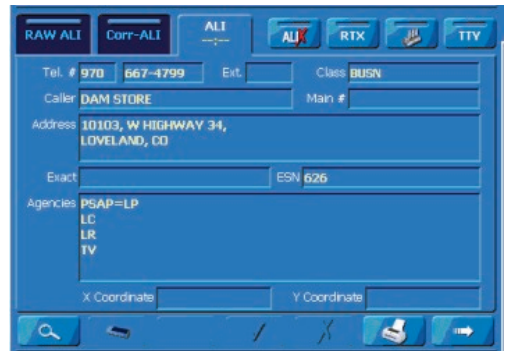 RAW ALI Corr-ALI ALI ALI RTX TTY
--:--
Tel. # 970 667-4799 Ext. Class BUSN
Caller DAM STORE Main #
Address 10103, W HIGHWAY 34,
LOVELAND, CO
Exact ESN 626
Agencies PSAP=LP
LC
LR
TV
X Coordinate Y Coordinate